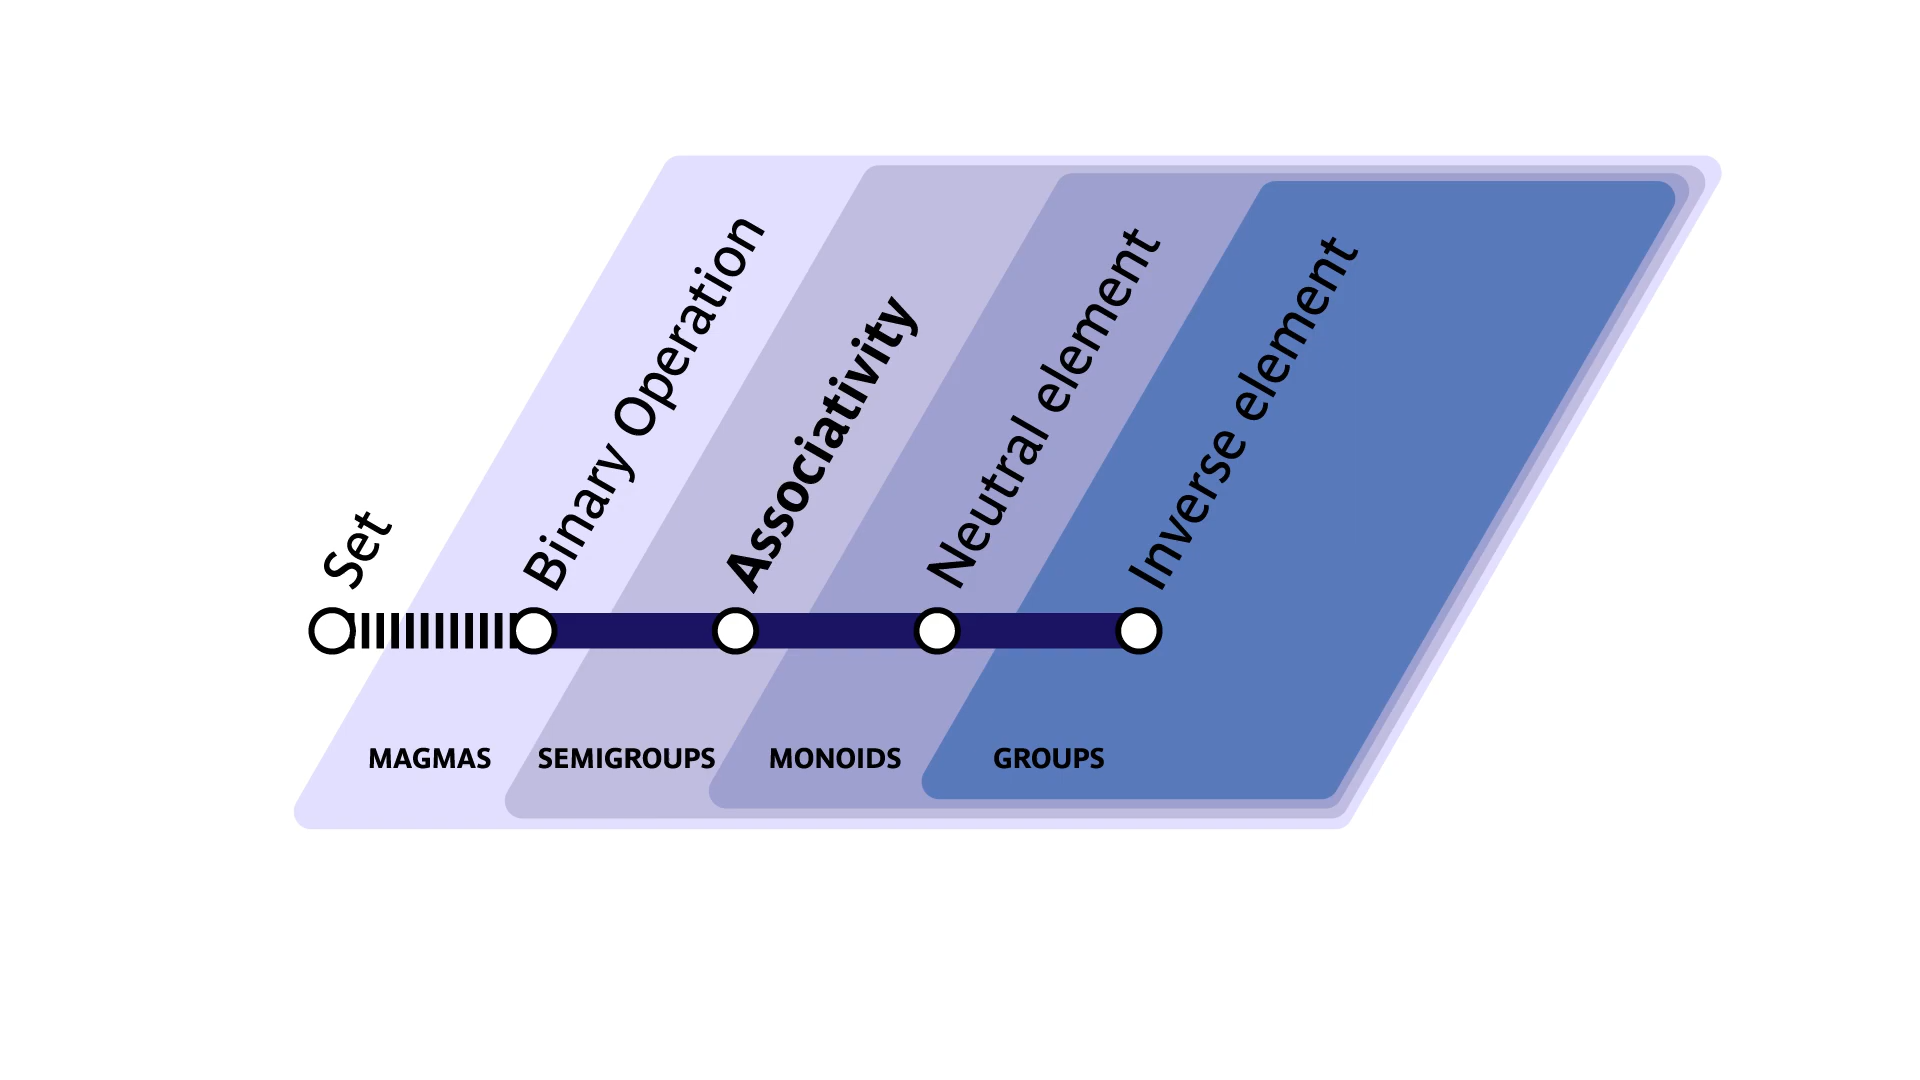 Set
Binary Operation
Associativity
Neutral element
Inverse element
MAGMAS
SEMIGROUPS
MONOIDS
GROUPS